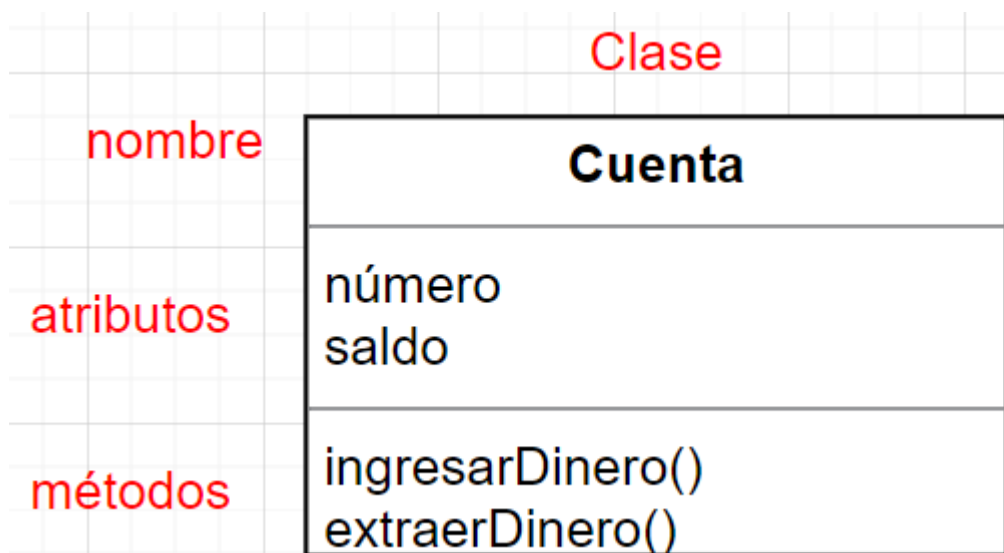 Clase
nombre
Cuenta
atributos
número
saldo
métodos
ingresarDinero()
extraerDinero()